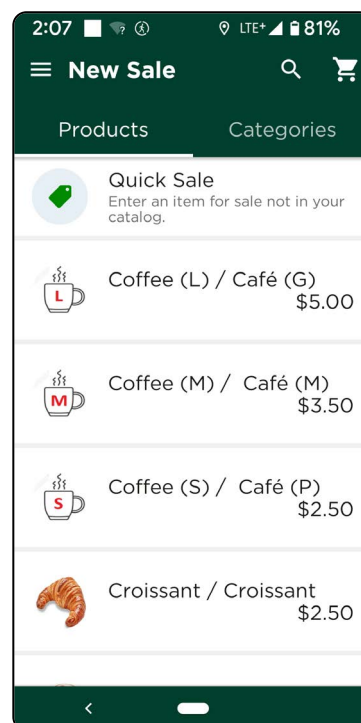 2:07 LTE+ 81%
New Sale
Products Categories
Quick Sale
Enter an item for sale not in your
catalog.
Coffee (L) / Café (G)
L
$5.00
Coffee (M) / Café (M)
M
$3.50
Coffee (S) / Café (P)
S
$2.50
Croissant / Croissant
$2.50